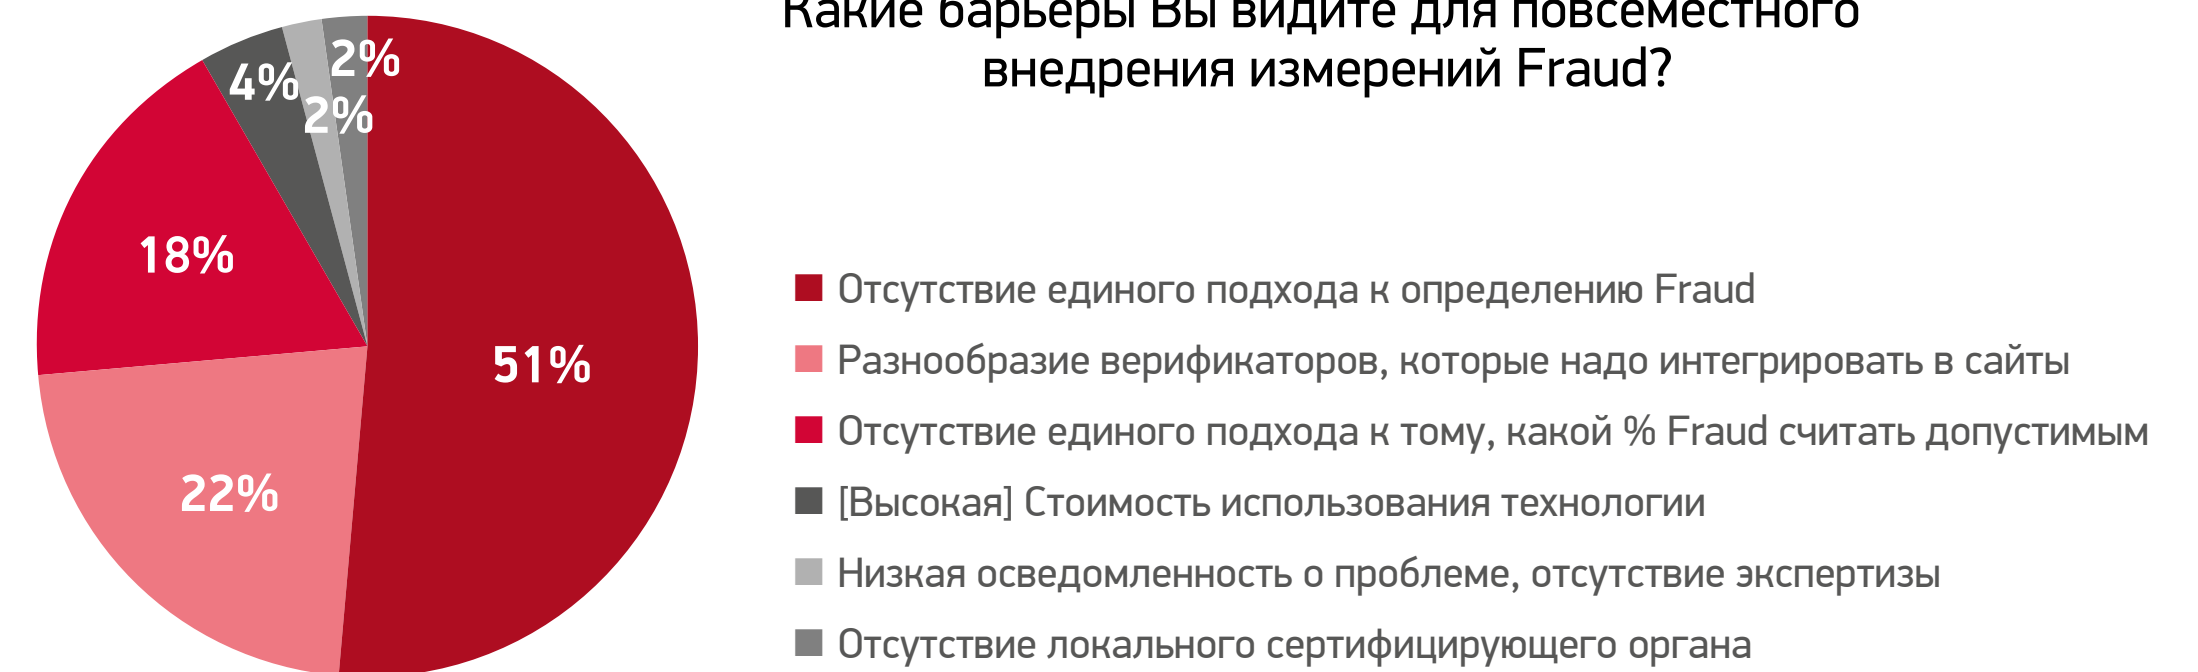 Какие барьеры Вы видите для повсеместного
внедрения измерений Fraud?
2%
4%
2%
18%
51%
22%
Отсутствие единого подхода к определению Fraud
Разнообразие верификаторов, которые надо интегрировать в сайты
Отсутствие единого подхода к тому, какой % Fraud считать допустимым
[Высокая] Стоимость использования технологии
Низкая осведомленность о проблеме, отсутствие экспертизы
Отсутствие локального сертифицирующего органа